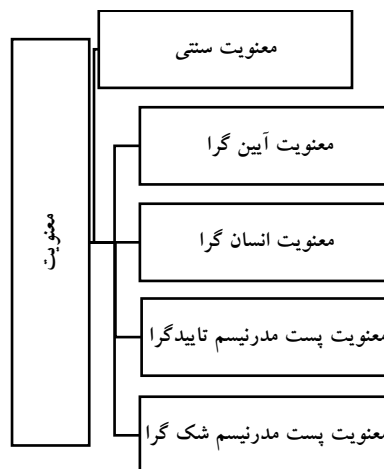 معنویت سنتی
معنویت آیین گرا
معنویت انسان گرا
معنویت پست مدرنیسم تاییدگرا
معنویت پست مدرنیسم شک گرا
معنویت